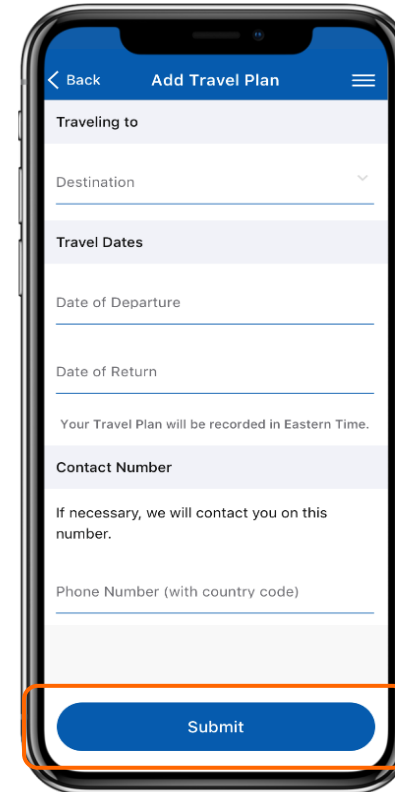 Back Add Travel Plan
Traveling to
Destination
Travel Dates
Date of Departure
Date of Return
Your Travel Plan will be recorded in Eastern Time.
Contact Number
If necessary, we will contact you on this
number.
Phone Number (with country code)
Submit